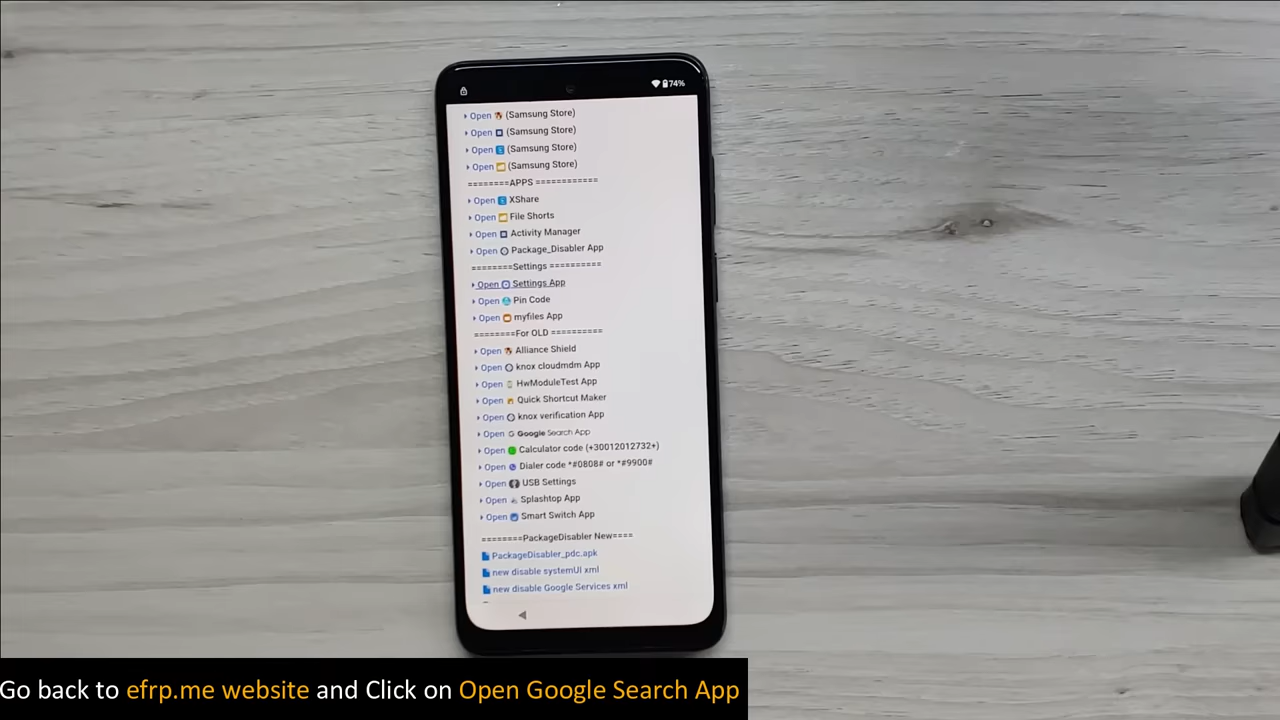 74%
Open (Samsung Store)
Open (Samsung Store)
Open (Samsung Store)
Open (Samsung Store)
========APPS ============
Open XShare
Open File Shorts
Open Activity Manager
Open Package_Disabler App
========Settings ==========
Open Settings App
Open Pin Code
Open myfiles App
========For OLD ==========
Open Alliance Shield
Open knox cloudmdm App
Open HwModuleTest App
Open Quick Shortcut Maker
Open knox verification App
Open G Google Search App
Open Calculator code (+30012012732+)
Open Dialer code *#0808# or *#9900#
Open USB Settings
Open Splashtop App
Open Smart Switch App
========PackageDisabler New====
PackageDisabler_pdc.apk
new disable systemUI xml
new disable Google Services xml
Go back to efrp.me website and Click on Open Google Search App